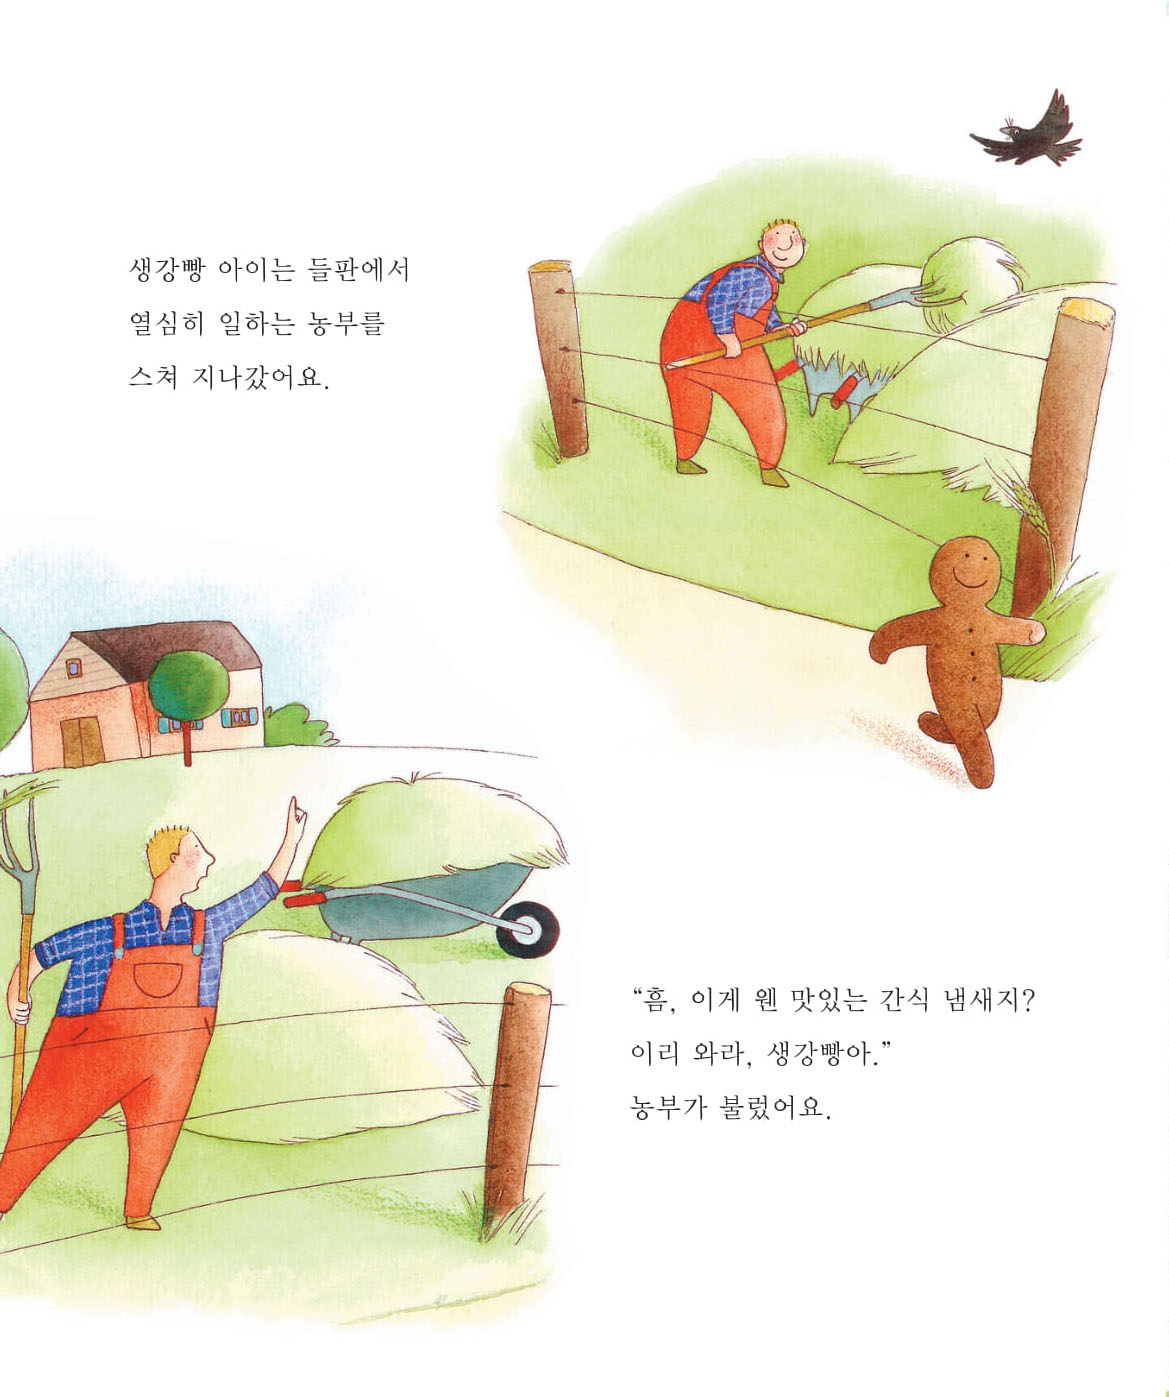 생강빵 아이는 들판에서
열심히 일하는 농부를
스쳐 지나갔어요.
“흠, 이게 웬 맛있는 간식 냄새지?
이리 와라, 생강빵아.”
농부가 불렀어요.